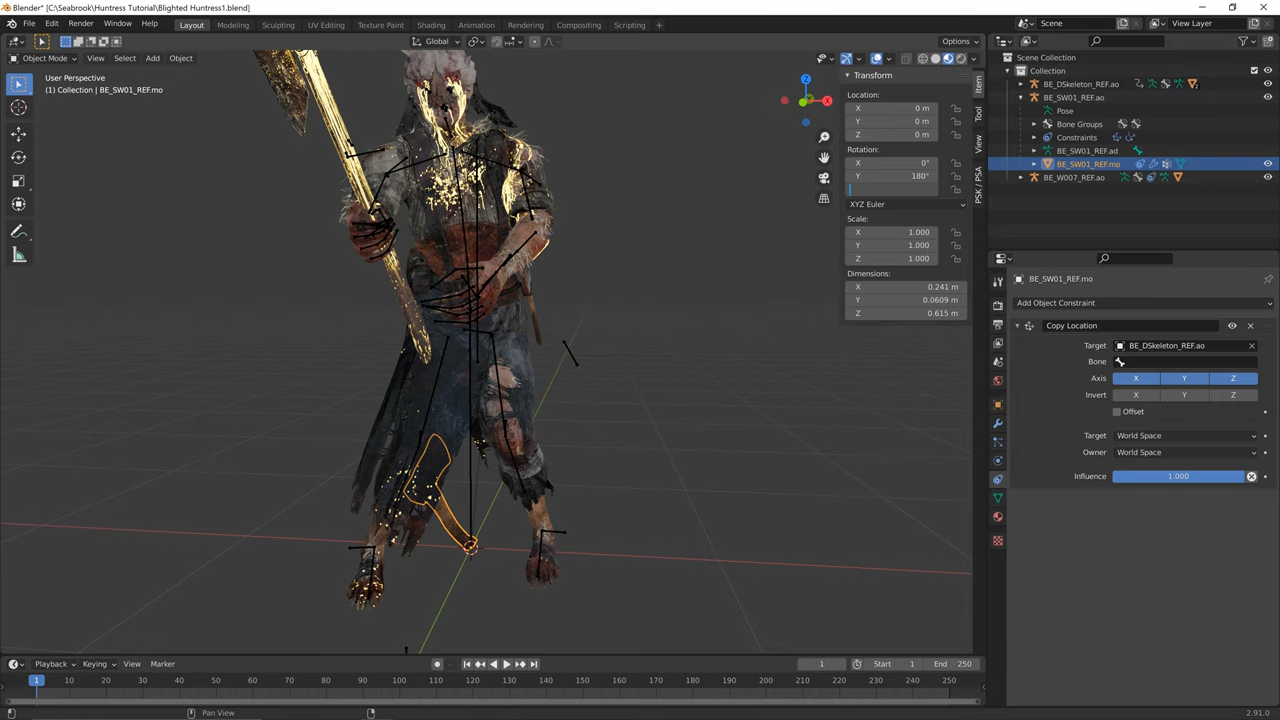 Blender* [C:\Seabrook\Huntress Tutorial\Blighted Huntress1.blend]
File Edit Render Window Help Layout Modeling Sculpting UV Editing Texture Paint Shading Animation Rendering Compositing Scripting +
Scene View Layer
Global Options
Object Mode View Select Add Object
User Perspective
(1) Collection | BE_SW01_REF.mo
Z
X
Transform
Location:
X 0 m
Y 0 m
Z 0 m
Rotation:
X 0°
Y 180°
XYZ Euler
Scale:
X 1.000
Y 1.000
Z 1.000
Dimensions:
X 0.241 m
Y 0.0609 m
Z 0.615 m
Item
Tool
View
PSK / PSA
Scene Collection
Collection
BE_DSkeleton_REF.ao 2
BE_SW01_REF.ao
Pose
Bone Groups
Constraints
BE_SW01_REF.ad
BE_SW01_REF.mo
BE_W007_REF.ao
BE_SW01_REF.mo
Add Object Constraint
Copy Location
Target BE_DSkeleton_REF.ao
Bone
Axis X Y Z
Invert X Y Z
Offset
Target World Space
Owner World Space
Influence 1.000
Playback Keying View Marker 1 Start 1 End 250
1 10 20 30 40 50 60 70 80 90 100 110 120 130 140 150 160 170 180 190 200 210 220 230 240 250
Pan View 2.91.0